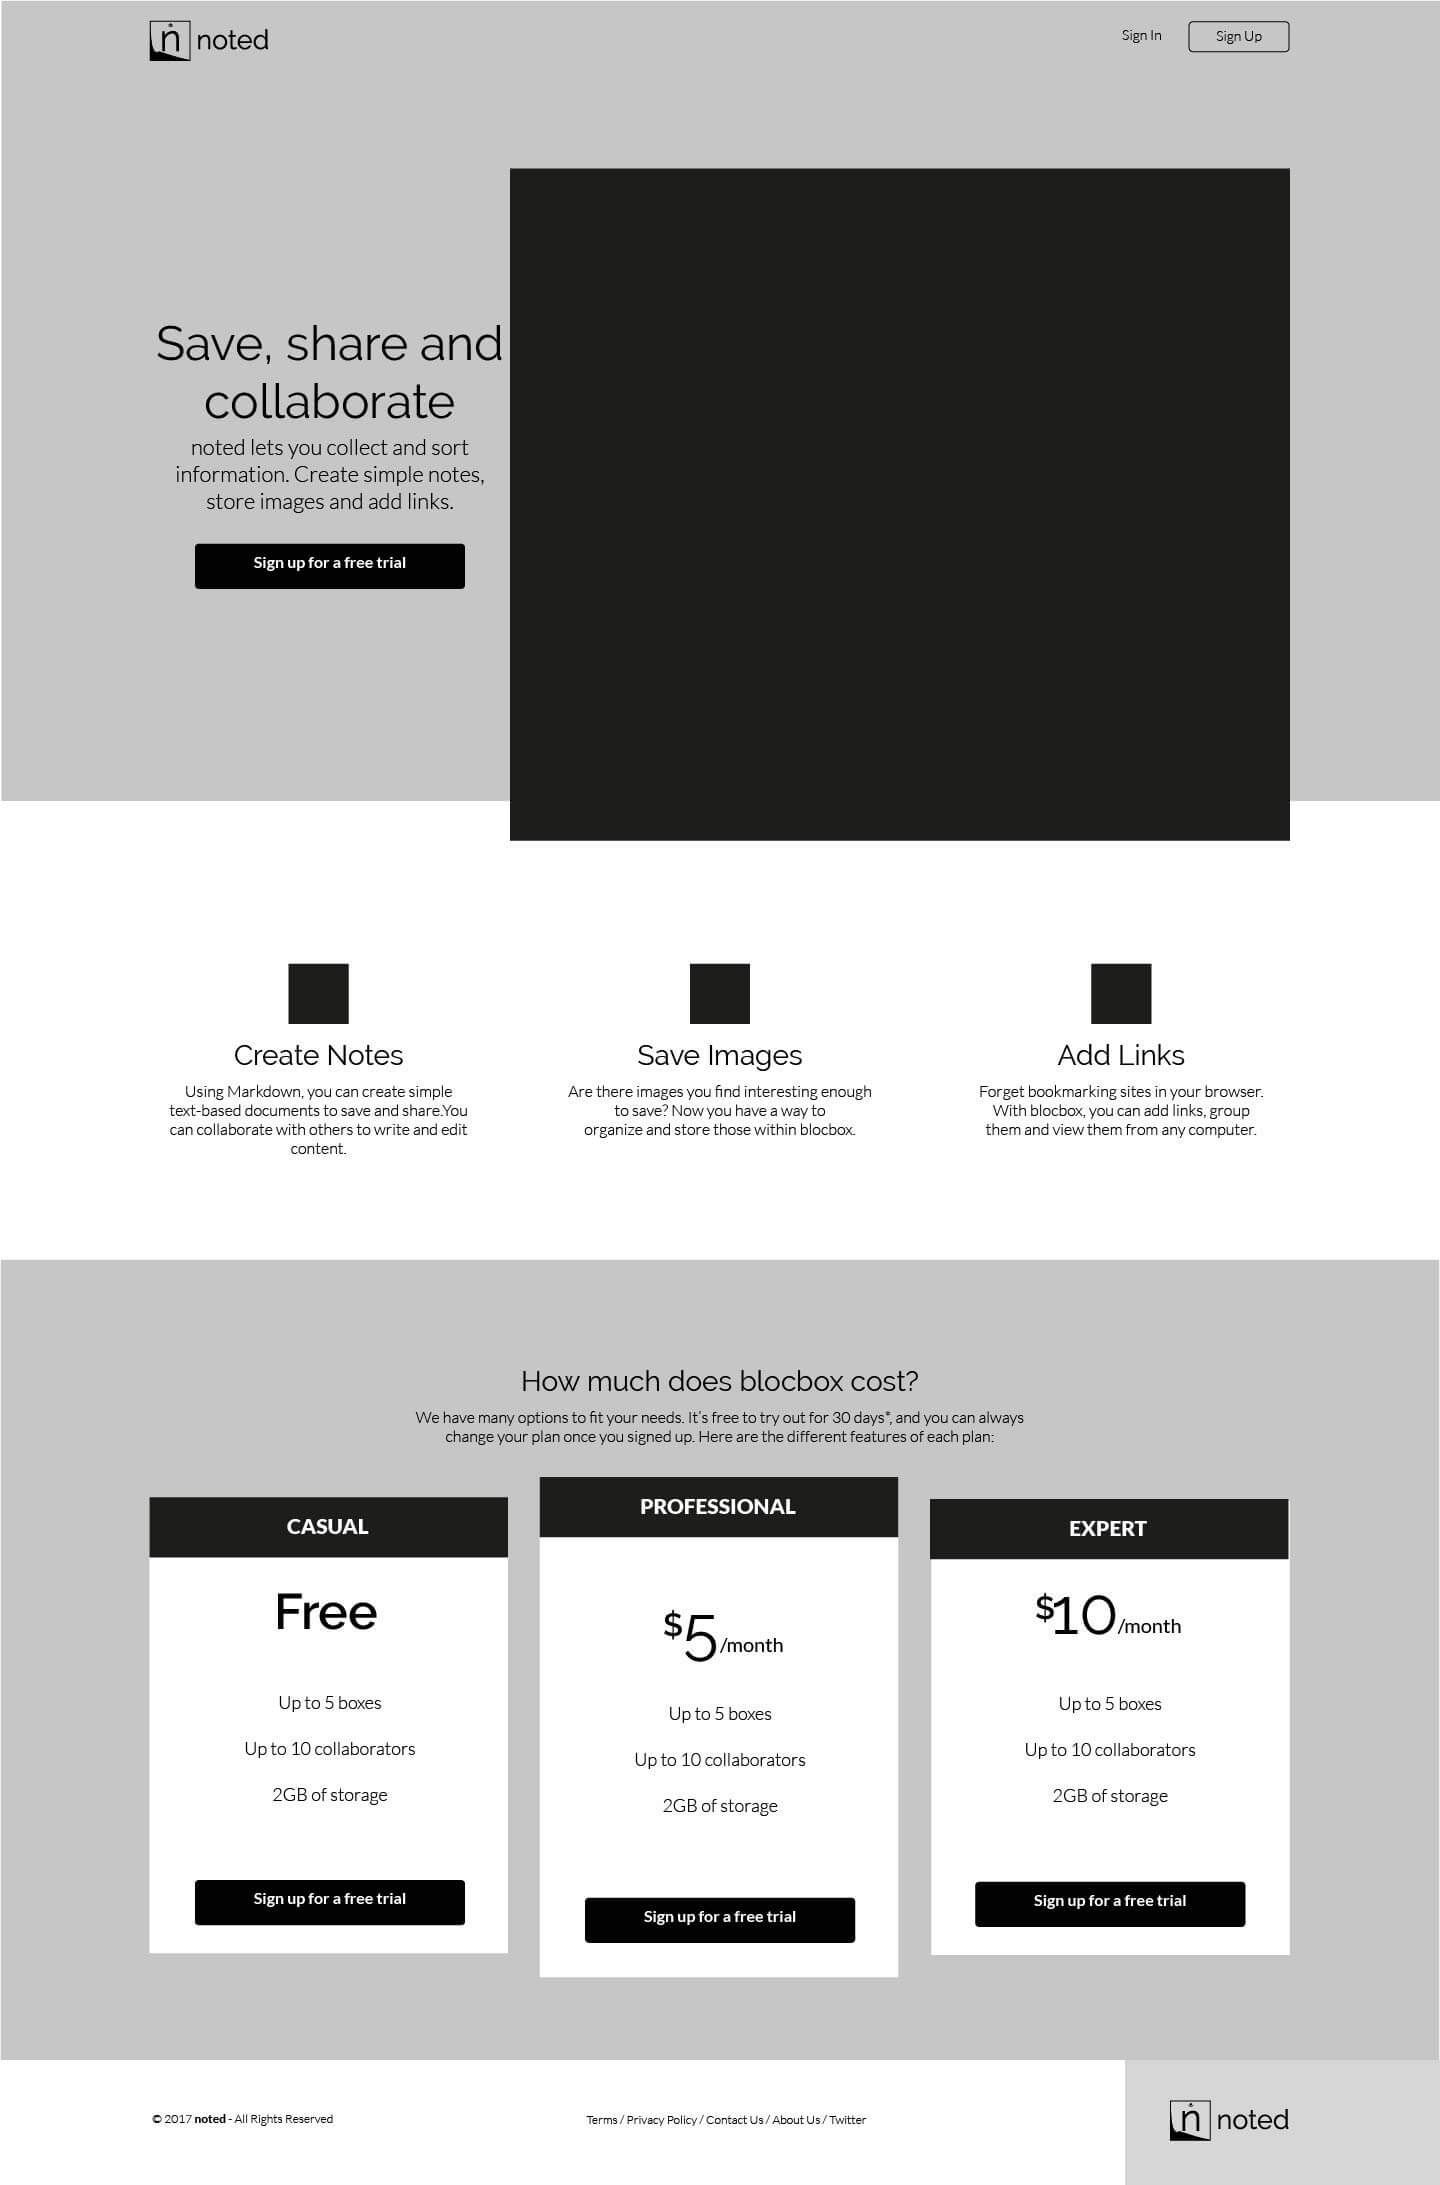 noted
Sign In
Sign Up
Save, share and
collaborate
noted lets you collect and sort
information. Create simple notes,
store images and add links.
Sign up for a free trial
Create Notes
Using Markdown, you can create simple
text-based documents to save and share.You
can collaborate with others to write and edit
content.
Save Images
Are there images you find interesting enough
to save? Now you have a way to
organize and store those within blocbox.
Add Links
Forget bookmarking sites in your browser.
With blocbox, you can add links, group
them and view them from any computer.
How much does blocbox cost?
We have many options to fit your needs. It's free to try out for 30 days*, and you can always
change your plan once you signed up. Here are the different features of each plan:
CASUAL
Free
Up to 5 boxes
Up to 10 collaborators
2GB of storage
Sign up for a free trial
PROFESSIONAL
$5/month
Up to 5 boxes
Up to 10 collaborators
2GB of storage
Sign up for a free trial
EXPERT
$10/month
Up to 5 boxes
Up to 10 collaborators
2GB of storage
Sign up for a free trial
© 2017 noted - All Rights Reserved
Terms / Privacy Policy / Contact Us / About Us / Twitter
noted